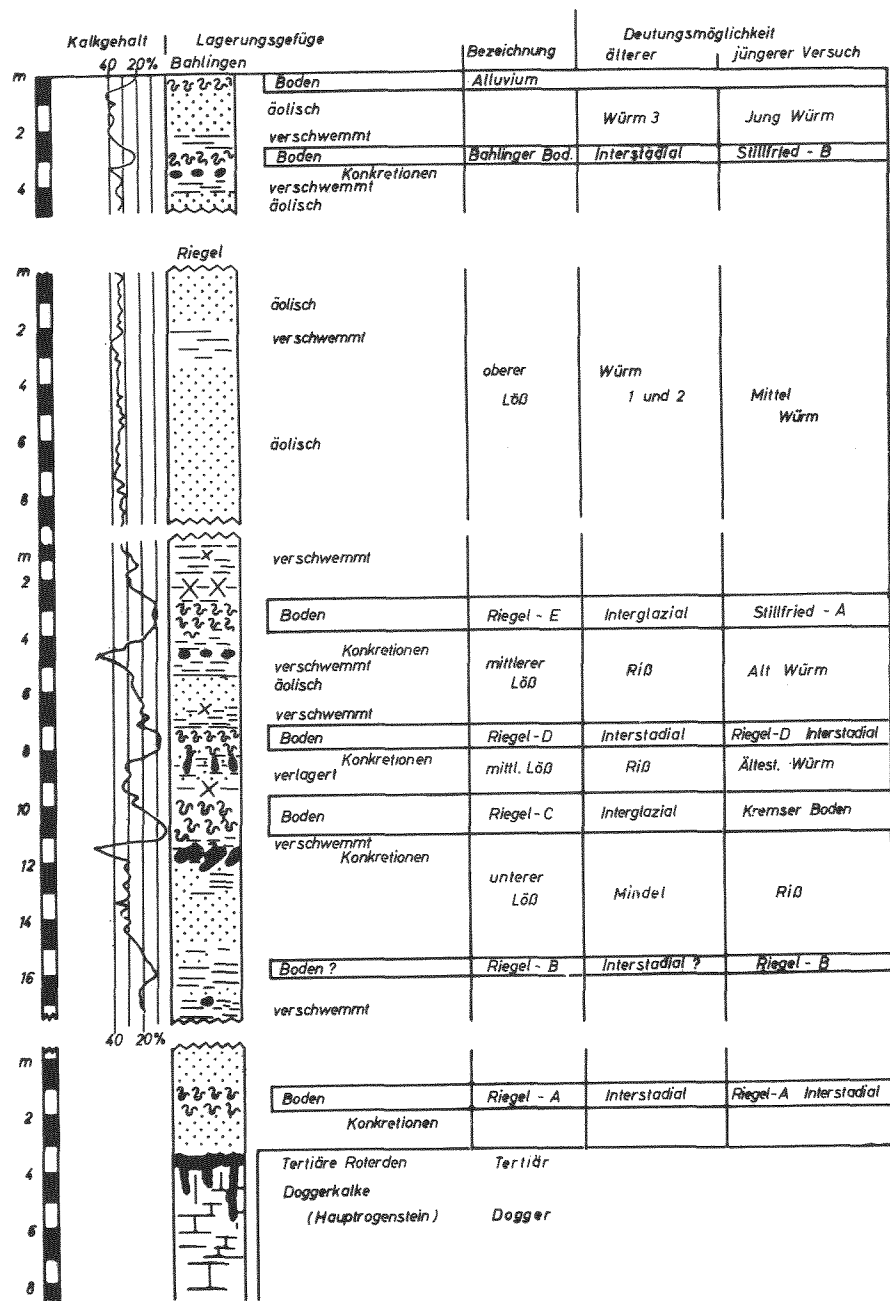 Kalkgehalt Lagerungsgefüge Deutungsmöglichkeit
Bezeichnung älterer jüngerer Versuch
40 20% Bahlingen
m
Boden Alluvium
äolisch
Würm 3 Jung Würm
2
verschwemmt
Boden Bahlinger Bod. Interstadial Stillfried - B
Konkretionen
4
verschwemmt
äolisch
Riegel
m
äolisch
2
verschwemmt
oberer Würm
4
Löß 1 und 2 Mittel
Würm
6
äolisch
8
m
verschwemmt
2
Boden Riegel - E Interglazial Stillfried - A
4
Konkretionen
verschwemmt mittlerer Riß Alt Würm
äolisch Löß
6
verschwemmt
Boden Riegel-D Interstadial Riegel-D Interstadial
8
Konkretionen
verlagert mittl. Löß Riß Ältest. Würm
10
Boden Riegel-C Interglazial Kremser Boden
verschwemmt
Konkretionen
12
unterer
Löß Mindel Riß
14
Boden ? Riegel - B Interstadial ? Riegel - B
16
verschwemmt
40 20%
m
Boden Riegel - A Interstadial Riegel-A Interstadial
2
Konkretionen
Tertiäre Roterden Tertiär
4
Doggerkalke
(Hauptrogenstein) Dogger
6
8